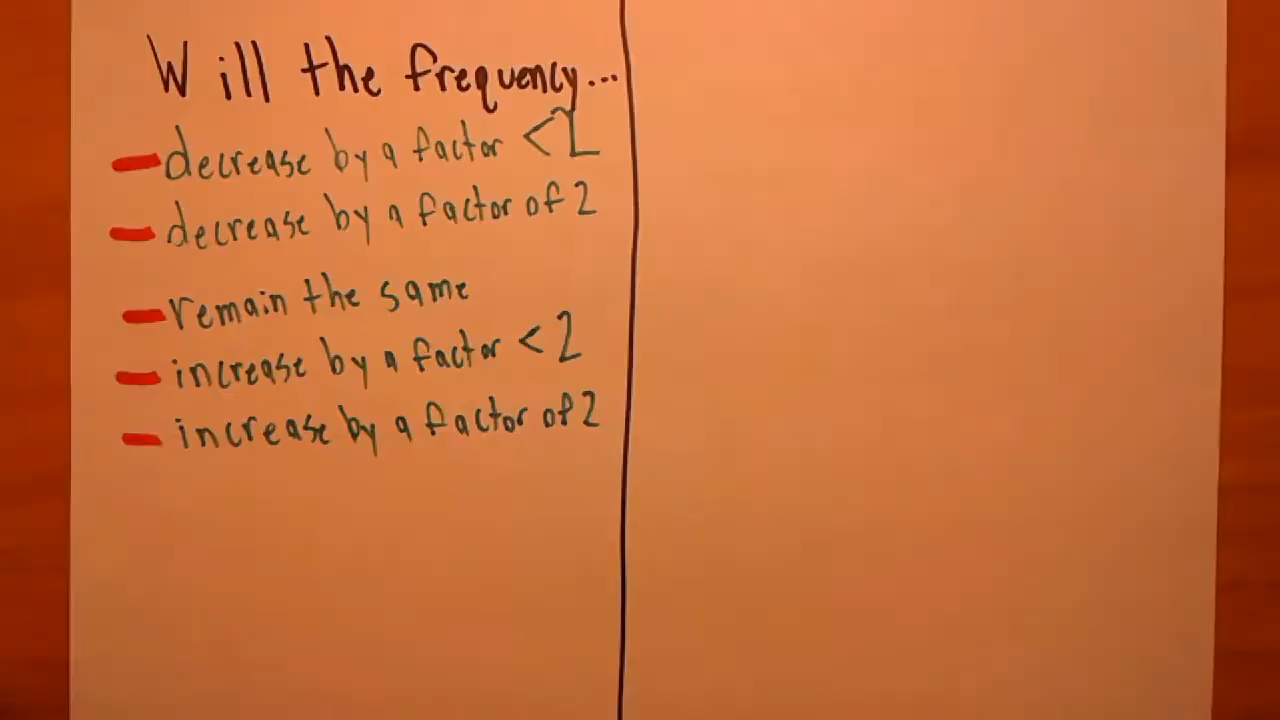 Will the frequency...
decrease by a factor < 2
decrease by a factor of 2
remain the same
increase by a factor < 2
increase by a factor of 2